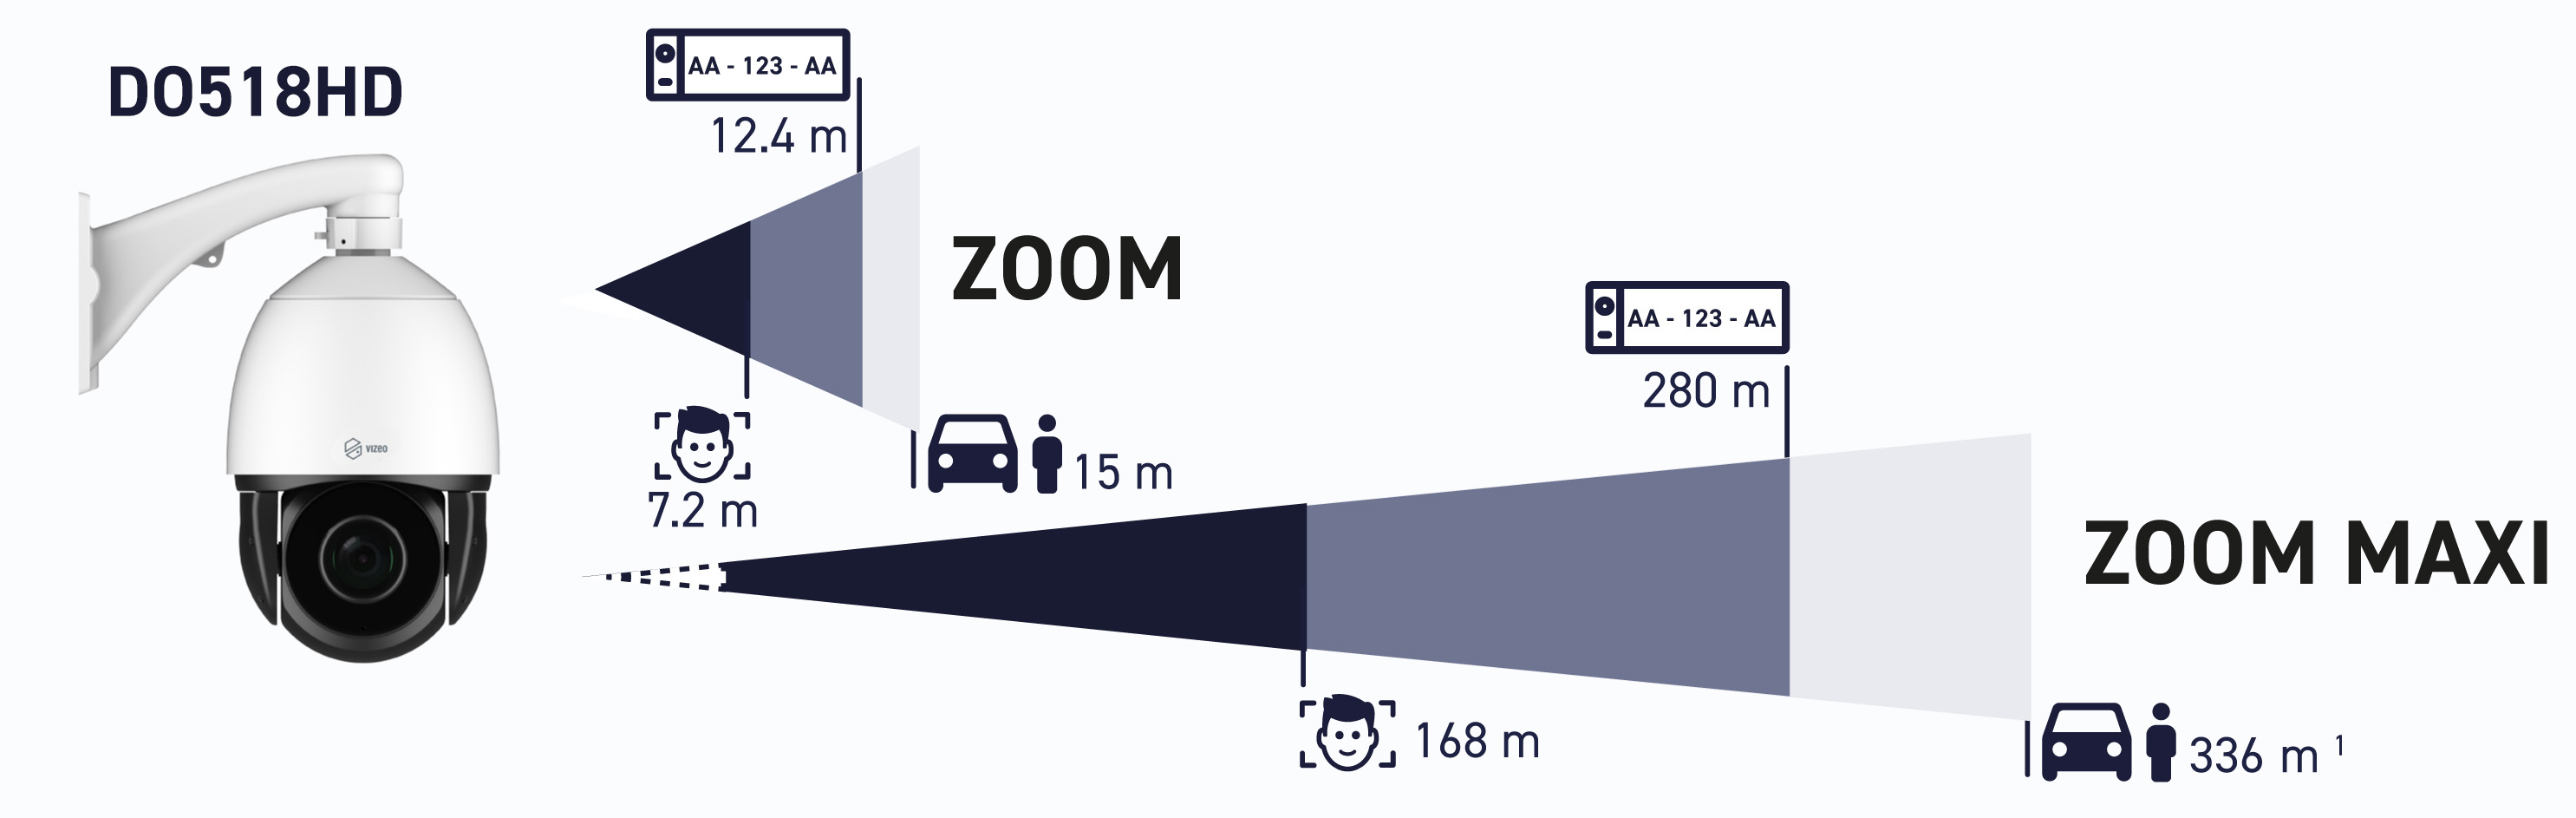 DO518HD
AA - 123 - AA
12.4 m
ZOOM
7.2 m
15 m
AA - 123 - AA
280 m
ZOOM MAXI
168 m
336 m ¹
VIZEO